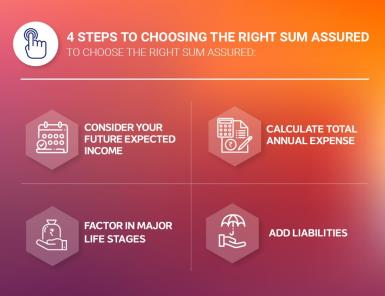 4 STEPS TO CHOOSING THE RIGHT SUM ASSURED
TO CHOOSE THE RIGHT SUM ASSURED:
CONSIDER YOUR
FUTURE EXPECTED
INCOME
CALCULATE TOTAL
ANNUAL EXPENSE
₹
FACTOR IN MAJOR
LIFE STAGES
₹
ADD LIABILITIES